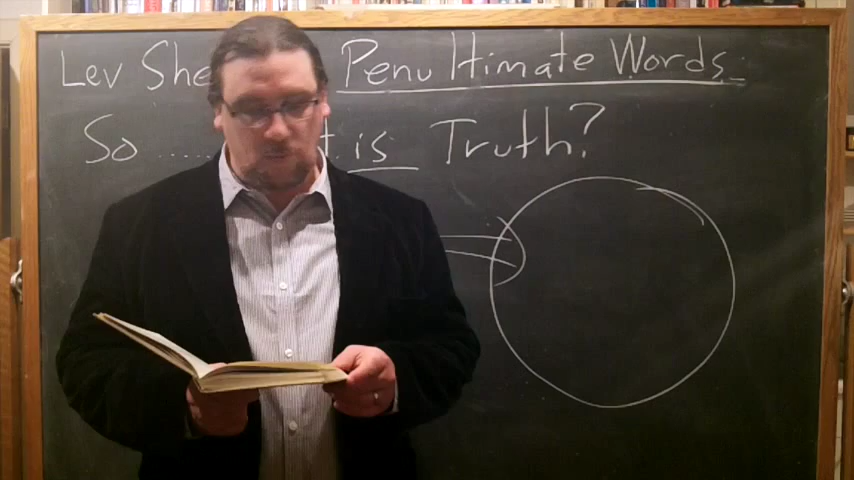 Lev She Penultimate Words
So ...... t is Truth?